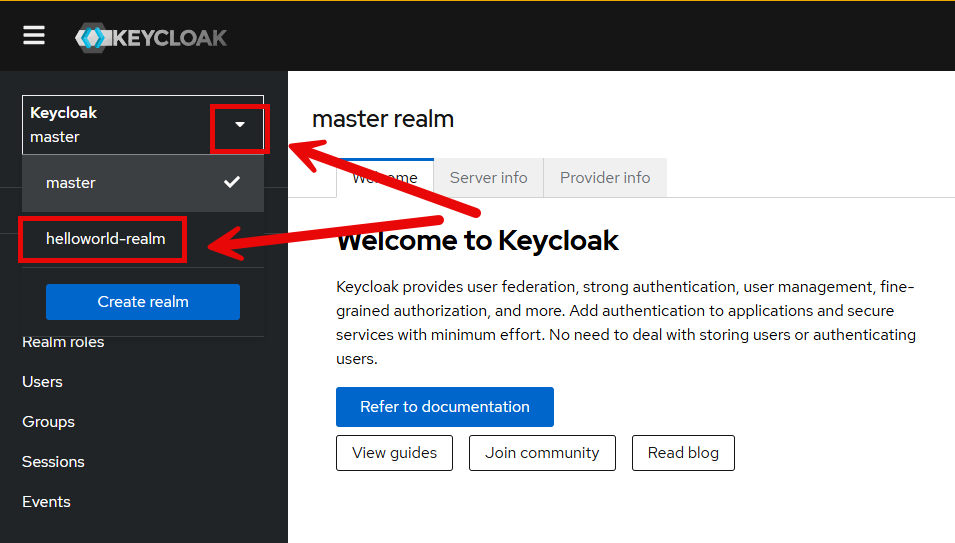 KEYCLOAK
Keycloak
master
master
helloworld-realm
Create realm
Realm roles
Users
Groups
Sessions
Events
master realm
Welcome
Server info
Provider info
Welcome to Keycloak
Keycloak provides user federation, strong authentication, user management, fine-
grained authorization, and more. Add authentication to applications and secure
services with minimum effort. No need to deal with storing users or authenticating
users.
Refer to documentation
View guides
Join community
Read blog